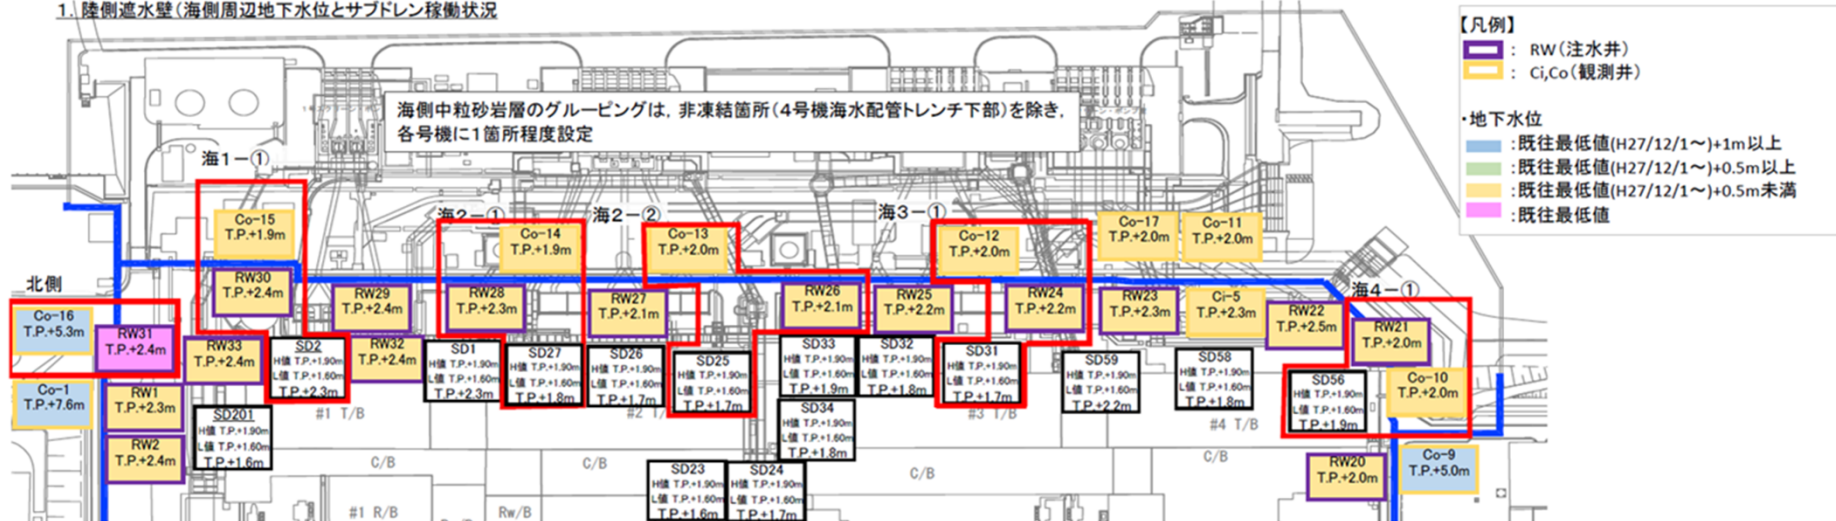 1. 陸側遮水壁(海側周辺地下水位とサブドレン稼働状況
【凡例】
： RW(注水井)
： Ci,Co(観測井)
・地下水位
：既往最低値(H27/12/1～)+1m以上
：既往最低値(H27/12/1～)+0.5m以上
：既往最低値(H27/12/1～)+0.5m未満
：既往最低値
海側中粒砂岩層のグルーピングは，非凍結箇所(4号機海水配管トレンチ下部)を除き，
各号機に1箇所程度設定
海1－①
海2－①
海2－②
海3－①
海4－①
北側
Co-15
T.P.+1.9m
Co-14
T.P.+1.9m
Co-13
T.P.+2.0m
Co-12
T.P.+2.0m
Co-17
T.P.+2.0m
Co-11
T.P.+2.0m
Co-16
T.P.+5.3m
RW31
T.P.+2.4m
RW30
T.P.+2.4m
RW29
T.P.+2.4m
RW28
T.P.+2.3m
RW27
T.P.+2.1m
RW26
T.P.+2.1m
RW25
T.P.+2.2m
RW24
T.P.+2.2m
RW23
T.P.+2.3m
Ci-5
T.P.+2.3m
RW22
T.P.+2.5m
RW21
T.P.+2.0m
RW33
T.P.+2.4m
SD2
H値 T.P.+1.90m
L値 T.P.+1.60m
T.P.+2.3m
RW32
T.P.+2.4m
SD1
H値 T.P.+1.90m
L値 T.P.+1.60m
T.P.+2.3m
SD27
H値 T.P.+1.90m
L値 T.P.+1.60m
T.P.+1.8m
SD26
H値 T.P.+1.90m
L値 T.P.+1.60m
T.P.+1.7m
SD25
H値 T.P.+1.90m
L値 T.P.+1.60m
T.P.+1.7m
SD33
H値 T.P.+1.90m
L値 T.P.+1.60m
T.P.+1.9m
SD32
H値 T.P.+1.90m
L値 T.P.+1.60m
T.P.+1.8m
SD31
H値 T.P.+1.90m
L値 T.P.+1.60m
T.P.+1.7m
SD59
H値 T.P.+1.90m
L値 T.P.+1.60m
T.P.+2.2m
SD58
H値 T.P.+1.90m
L値 T.P.+1.60m
T.P.+1.8m
SD56
H値 T.P.+1.90m
L値 T.P.+1.60m
T.P.+1.9m
Co-10
T.P.+2.0m
Co-1
T.P.+7.6m
RW1
T.P.+2.3m
SD201
H値 T.P.+1.90m
L値 T.P.+1.60m
T.P.+1.6m
#1 T/B
#2 T/
SD34
H値 T.P.+1.90m
L値 T.P.+1.60m
T.P.+1.8m
#3 T/B
#4 T/B
RW2
T.P.+2.4m
C/B
C/B
C/B
C/B
SD23
H値 T.P.+1.90m
L値 T.P.+1.60m
T.P.+1.6m
SD24
H値 T.P.+1.90m
L値 T.P.+1.60m
T.P.+1.7m
RW20
T.P.+2.0m
Co-9
T.P.+5.0m
#1 R/B
Rw/B